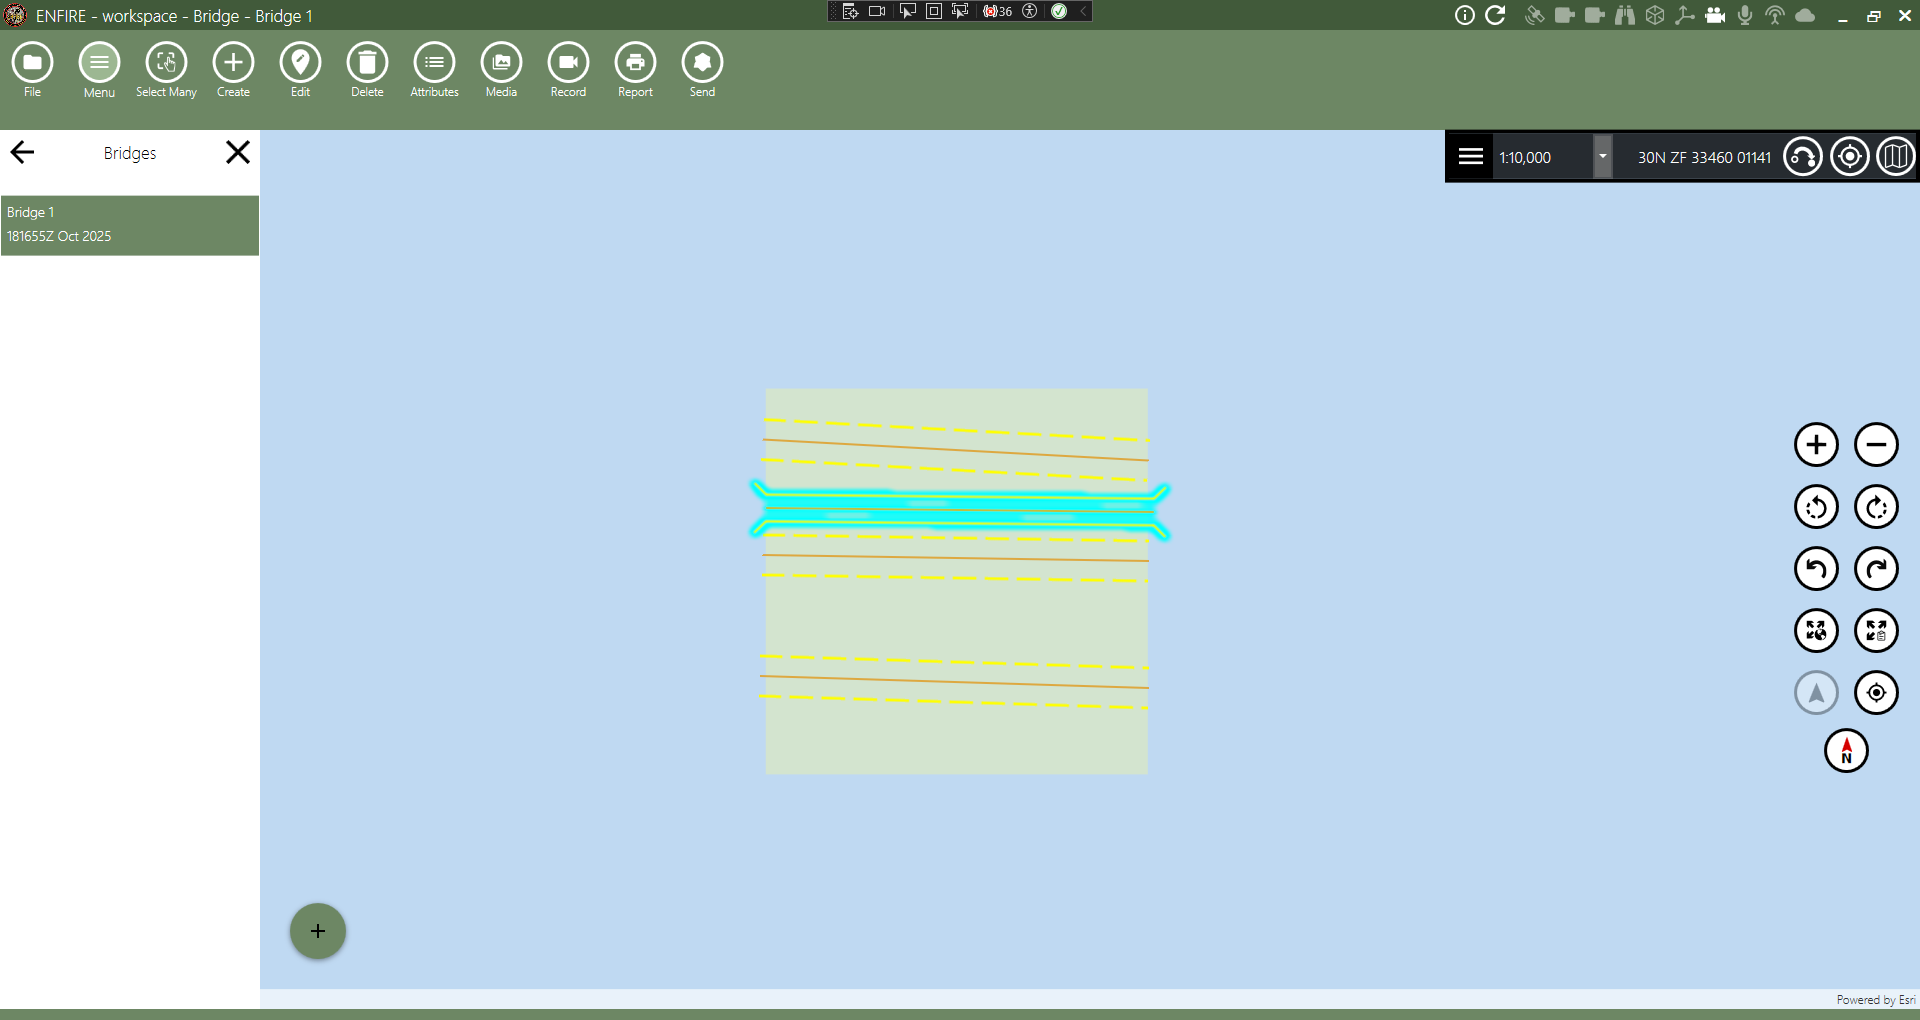 ENFIRE - workspace - Bridge - Bridge 1
36
File
Menu
Select Many
Create
Edit
Delete
Attributes
Media
Record
Report
Send
Bridges
1:10,000
30N ZF 33460 01141
Bridge 1
181655Z Oct 2025
N
Powered by Esri